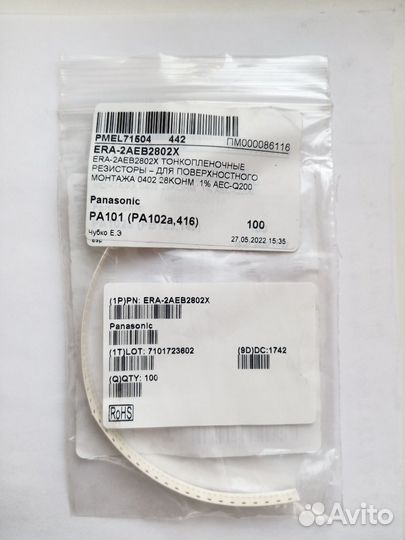 PMEL71504 442 ПМ000086116
ERA-2AEB2802X
ERA-2AEB2802X ТОНКОПЛЕНОЧНЫЕ
РЕЗИСТОРЫ – ДЛЯ ПОВЕРХНОСТНОГО
МОНТАЖА 0402 28КОНМ .1% AEC-Q200
Panasonic
PA101 (PA102a,416) 100
Чубко Е.Э 27.05.2022 15:35
(1P)PN: ERA-2AEB2802X
Panasonic
(1T)LOT: 7101723602 (9D)DC:1742
(Q)QTY: 100
RoHS
Avito